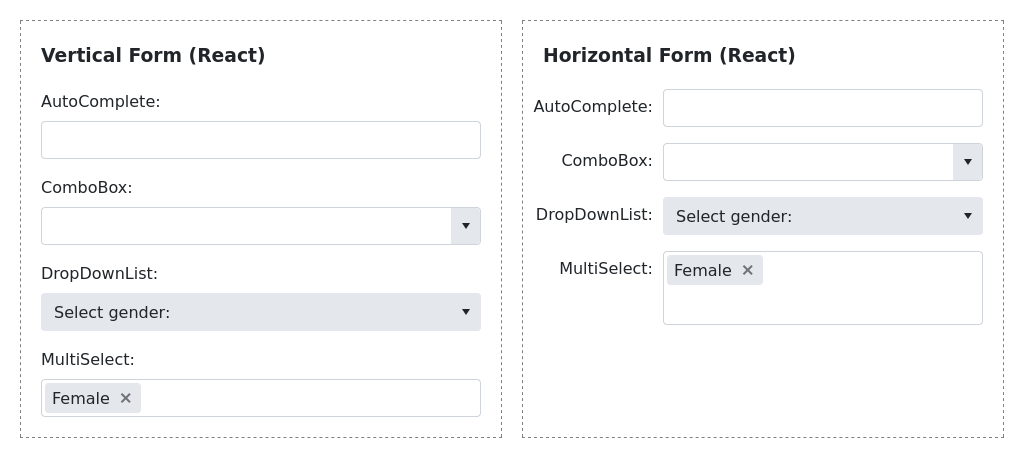 Vertical Form (React)
AutoComplete:
ComboBox:
DropDownList:
Select gender:
MultiSelect:
Female ✕
Horizontal Form (React)
AutoComplete:
ComboBox:
DropDownList:
Select gender:
MultiSelect:
Female ✕